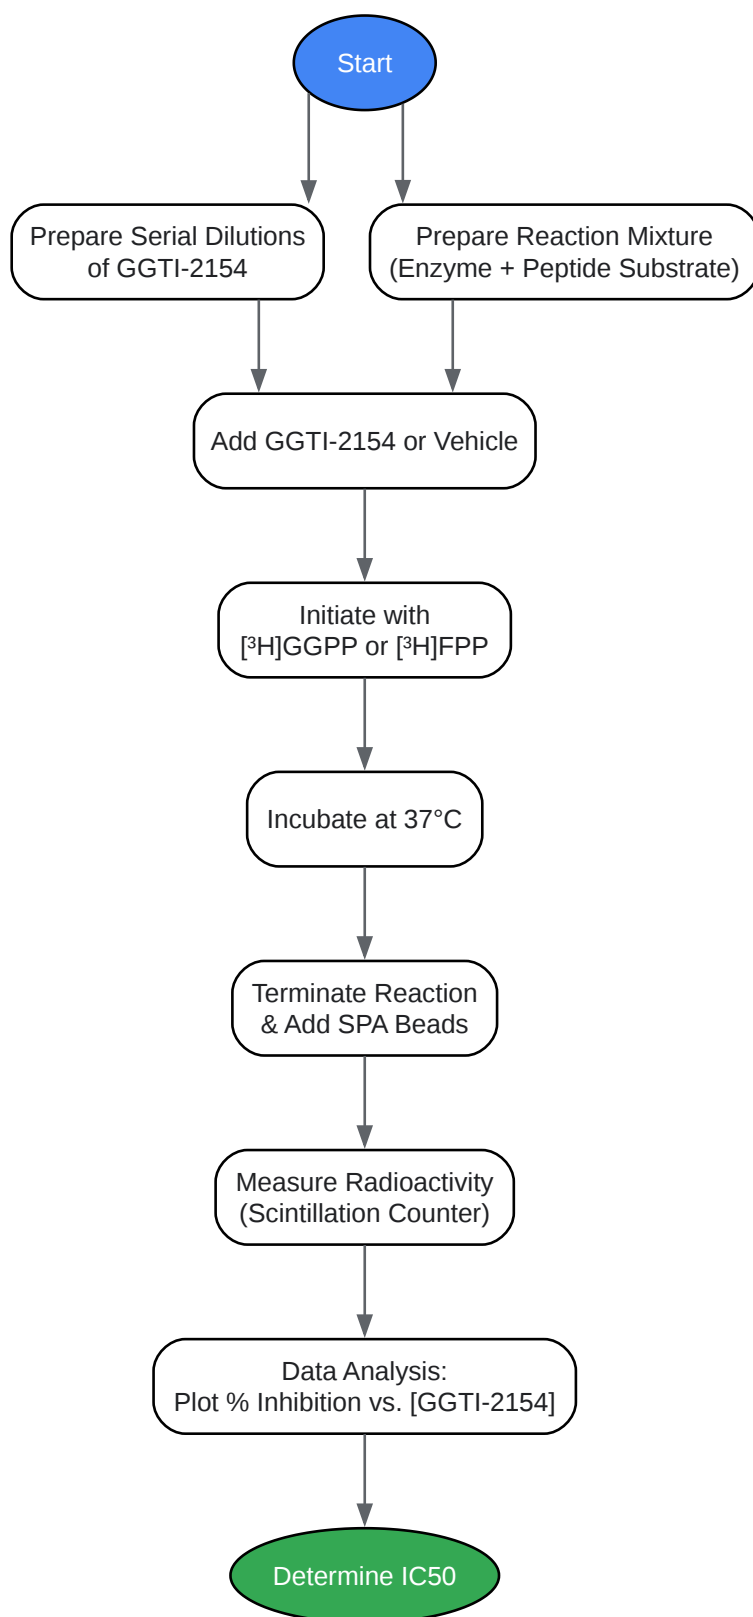 Start
Prepare Serial Dilutions
of GGTI-2154
Prepare Reaction Mixture
(Enzyme + Peptide Substrate)
Add GGTI-2154 or Vehicle
Initiate with
[³H]GGPP or [³H]FPP
Incubate at 37°C
Terminate Reaction
& Add SPA Beads
Measure Radioactivity
(Scintillation Counter)
Data Analysis:
Plot % Inhibition vs. [GGTI-2154]
Determine IC50